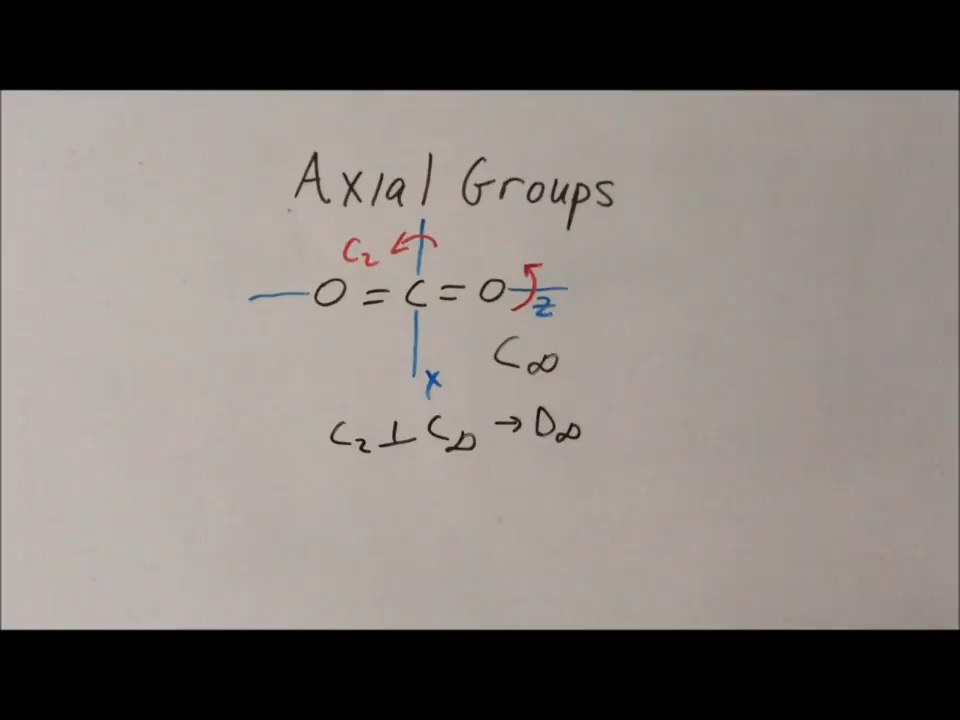 Axial Groups
C₂
O=C=O
z
C∞
x
C₂⊥C∞→D∞